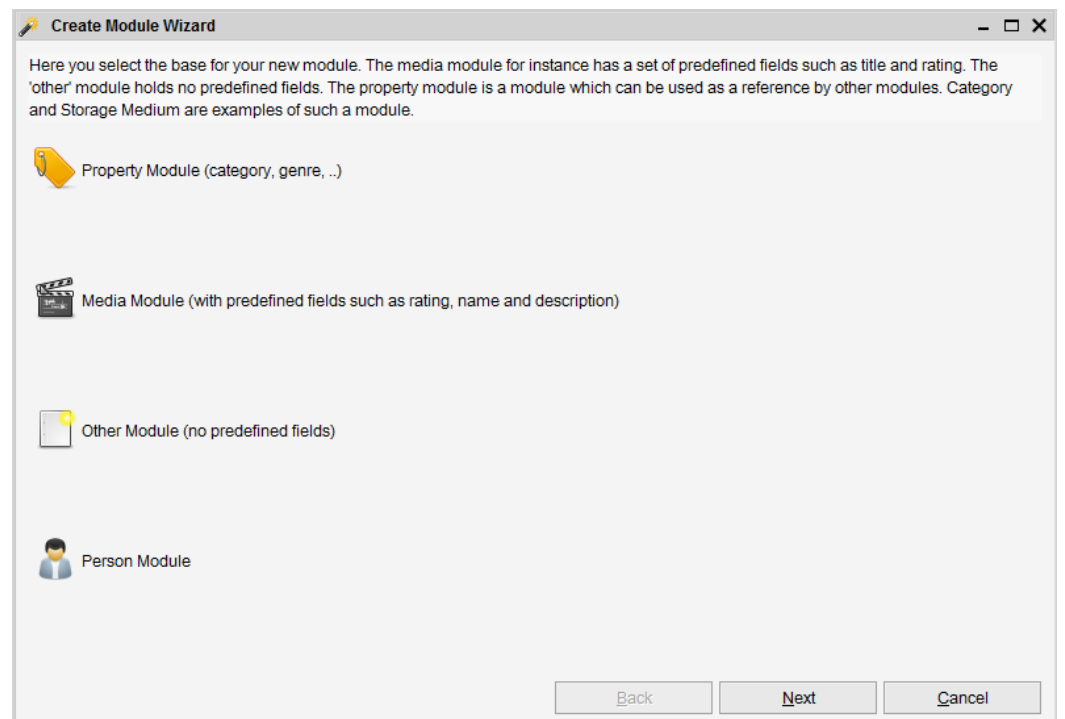 Create Module Wizard
Here you select the base for your new module. The media module for instance has a set of predefined fields such as title and rating. The
'other' module holds no predefined fields. The property module is a module which can be used as a reference by other modules. Category
and Storage Medium are examples of such a module.
Property Module (category, genre, ..)
Media Module (with predefined fields such as rating, name and description)
Other Module (no predefined fields)
Person Module
Back Next Cancel